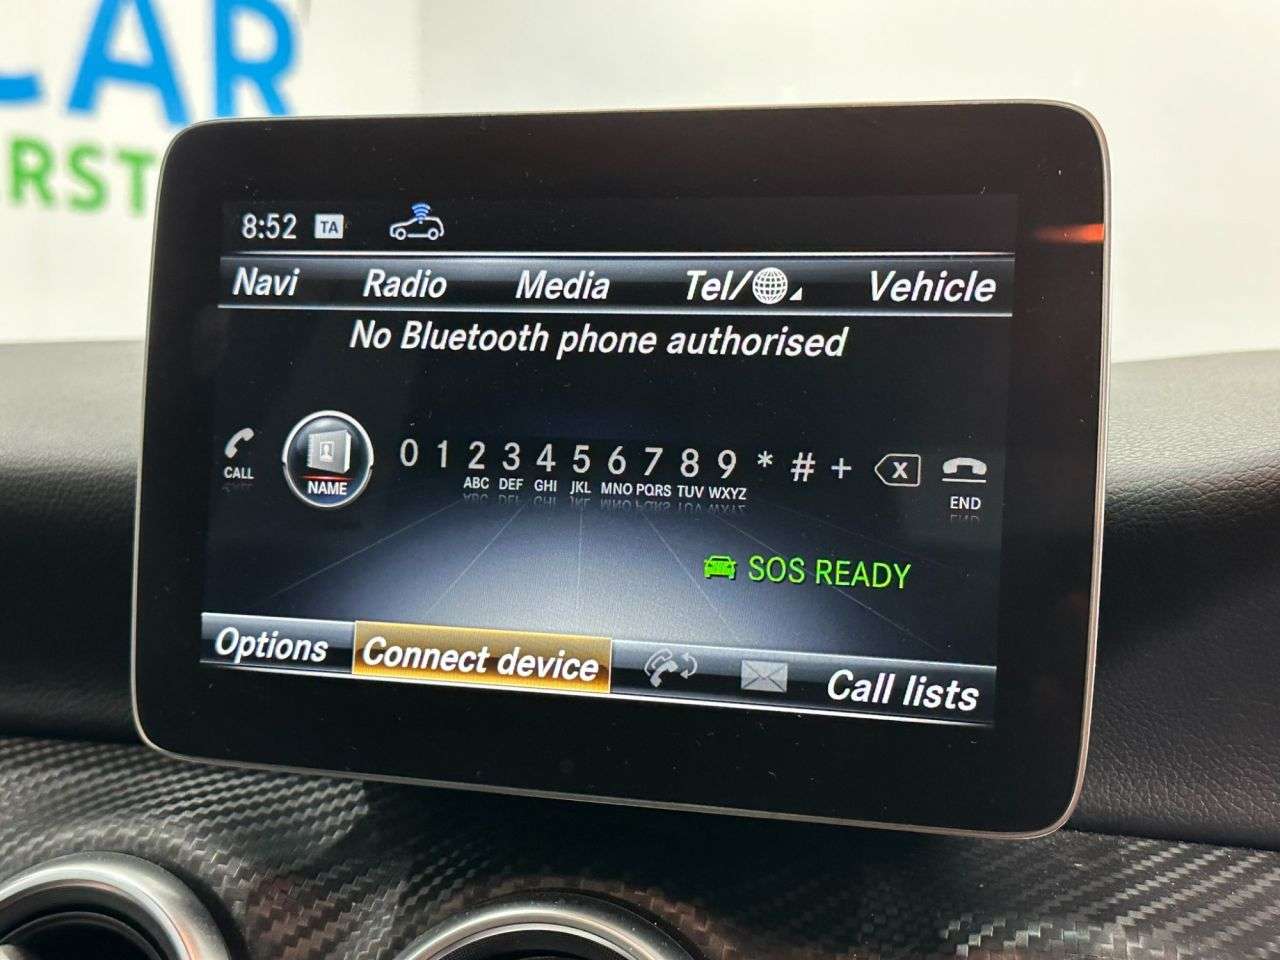 CAR
ERST
8:52 TA
Navi Radio Media Tel/ Vehicle
No Bluetooth phone authorised
CALL NAME 0 1 2 3 4 5 6 7 8 9 * # + X END
ABC DEF GHI JKL MNO PQRS TUV WXYZ
SOS READY
Options Connect device Call lists